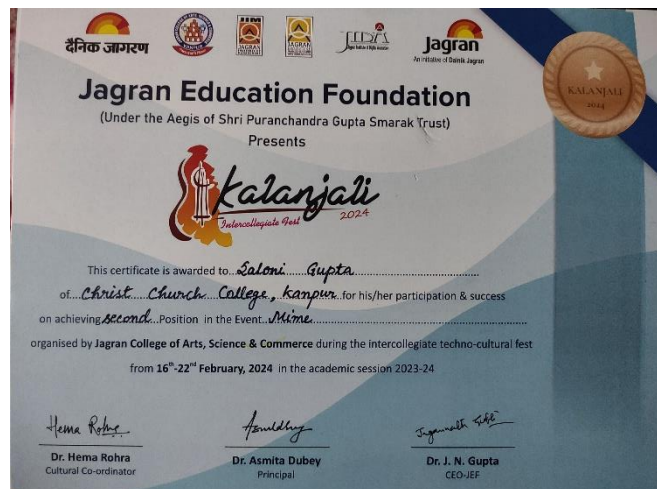 दैनिक जागरण
JIM
JAGRAN
JAGRAN
Jagran
An Initiative of Dainik Jagran
KALANJALI
2024
Jagran Education Foundation
(Under the Aegis of Shri Puranchandra Gupta Smarak Trust)
Presents
Kalanjali
Intercollegiate Fest 2024
This certificate is awarded to...Saloni Gupta
of...Christ Church College, Kanpur..for his/her participation & success
on achieving second..Position in the Event..Mime
organised by Jagran College of Arts, Science & Commerce during the intercollegiate techno-cultural fest
from 16th-22nd February, 2024 in the academic session 2023-24
Hema Rohra
Dr. Hema Rohra
Cultural Co-ordinator
Dr. Asmita Dubey
Principal
Dr. J. N. Gupta
CEO-JEF